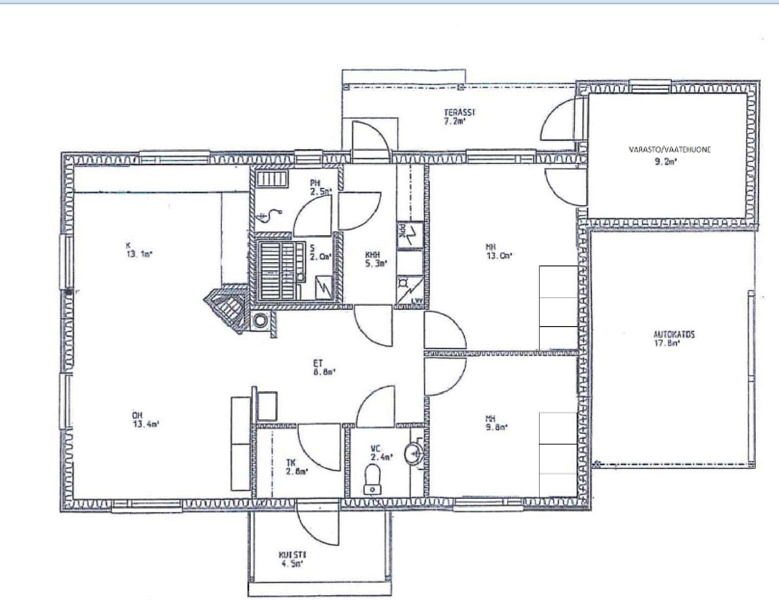 TERASSI
7.2m²
VARASTO/VAATEHUONE
9.2m²
PH
2.5m²
K
13.1m²
S
2.0m²
KHH
5.3m²
MH
13.0m²
LVV
AUTOKATOS
17.8m²
ET
8.8m²
OH
13.4m²
MH
9.8m²
VC
2.4m²
TK
2.8m²
KUISTI
4.5m²